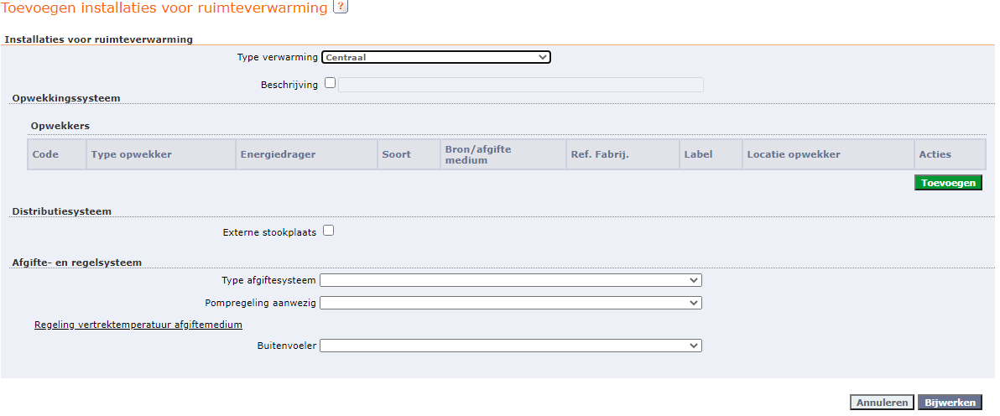 Toevoegen installaties voor ruimteverwarming ?
Installaties voor ruimteverwarming
Type verwarming Centraal
Beschrijving
Opwekkingssysteem
Opwekkers
Code Type opwekker Energiedrager Soort Bron/afgifte medium Ref. Fabrij. Label Locatie opwekker Acties
Toevoegen
Distributiesysteem
Externe stookplaats
Afgifte- en regelsysteem
Type afgiftesysteem
Pompregeling aanwezig
Regeling vertrektemperatuur afgiftemedium
Buitenvoeler
Annuleren Bijwerken